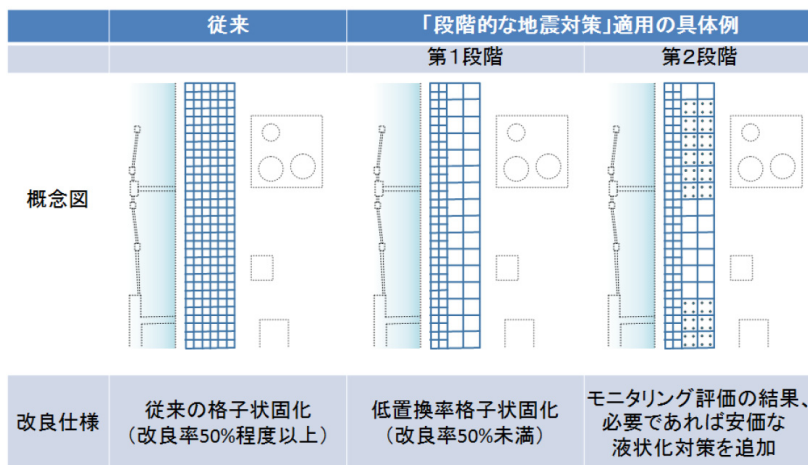 従来
「段階的な地震対策」適用の具体例
第1段階
第2段階
概念図
改良仕様
従来の格子状固化
（改良率50%程度以上）
低置換率格子状固化
（改良率50%未満）
モニタリング評価の結果、
必要であれば安価な
液状化対策を追加